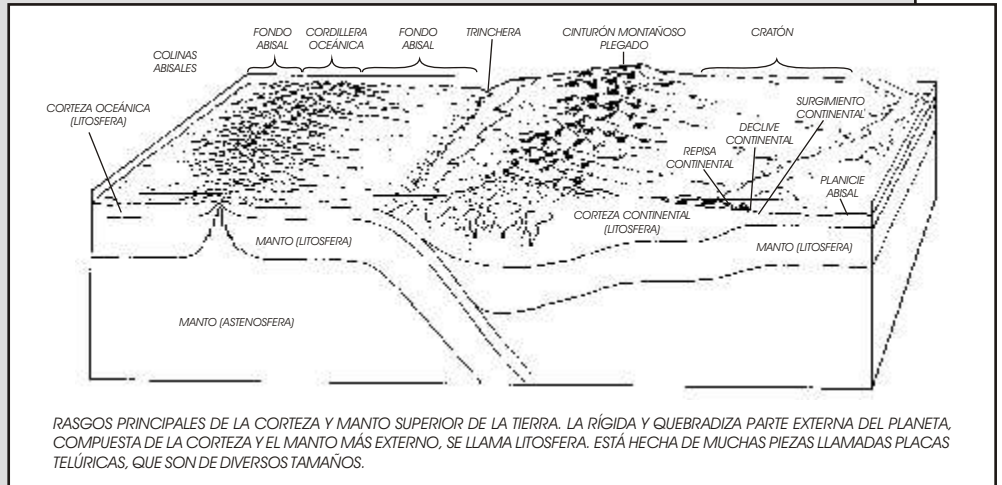 FONDO
ABISAL
CORDILLERA
OCEÁNICA
FONDO
ABISAL
TRINCHERA
CINTURÓN MONTAÑOSO
PLEGADO
CRATÓN
COLINAS
ABISALES
CORTEZA OCEÁNICA
(LITOSFERA)
SURGIMIENTO
CONTINENTAL
DECLIVE
CONTINENTAL
REPISA
CONTINENTAL
PLANICIE
ABISAL
CORTEZA CONTINENTAL
(LITOSFERA)
MANTO (LITOSFERA)
MANTO (LITOSFERA)
MANTO (ASTENOSFERA)
RASGOS PRINCIPALES DE LA CORTEZA Y MANTO SUPERIOR DE LA TIERRA. LA RÍGIDA Y QUEBRADIZA PARTE EXTERNA DEL PLANETA,
COMPUESTA DE LA CORTEZA Y EL MANTO MÁS EXTERNO, SE LLAMA LITOSFERA. ESTÁ HECHA DE MUCHAS PIEZAS LLAMADAS PLACAS
TELÚRICAS, QUE SON DE DIVERSOS TAMAÑOS.